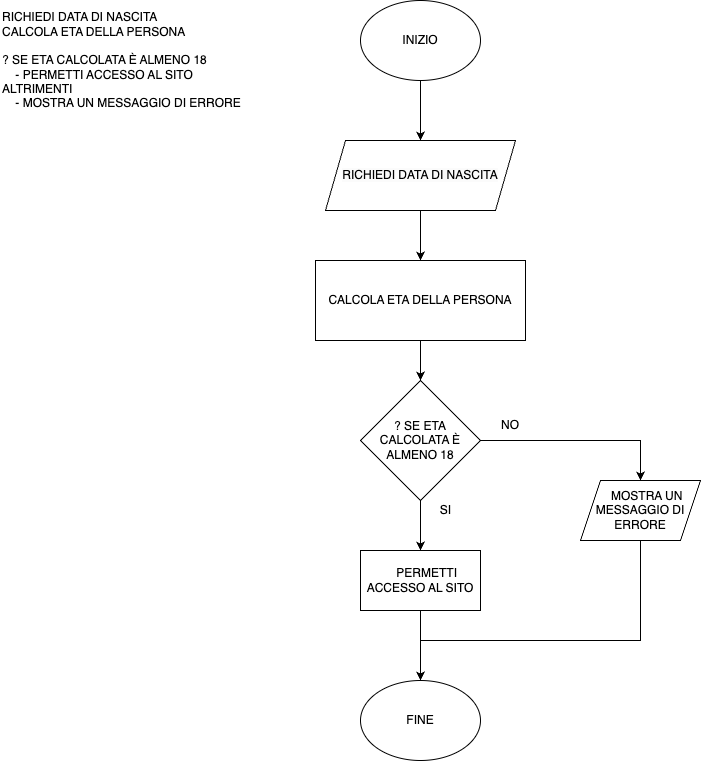 RICHIEDI DATA DI NASCITA
CALCOLA ETA DELLA PERSONA
? SE ETA CALCOLATA È ALMENO 18
- PERMETTI ACCESSO AL SITO
ALTRIMENTI
- MOSTRA UN MESSAGGIO DI ERRORE
INIZIO
RICHIEDI DATA DI NASCITA
CALCOLA ETA DELLA PERSONA
? SE ETA
CALCOLATA È
ALMENO 18
NO
MOSTRA UN
MESSAGGIO DI
ERRORE
SI
PERMETTI
ACCESSO AL SITO
FINE